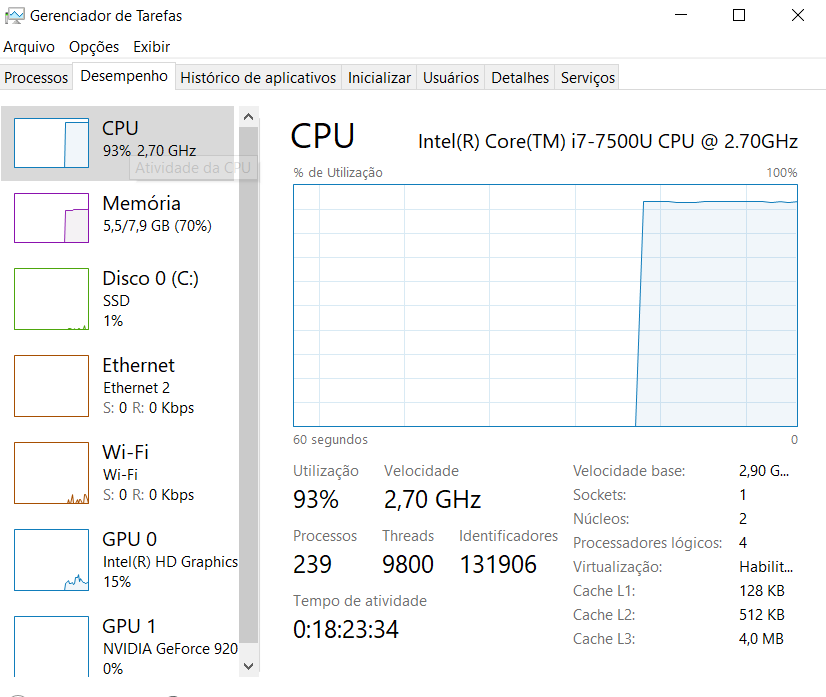 Gerenciador de Tarefas
Arquivo Opções Exibir
Processos Desempenho Histórico de aplicativos Inicializar Usuários Detalhes Serviços
CPU
93% 2,70 GHz
Atividade da CPU
Memória
5,5/7,9 GB (70%)
Disco 0 (C:)
SSD
1%
Ethernet
Ethernet 2
S: 0 R: 0 Kbps
Wi-Fi
Wi-Fi
S: 0 R: 0 Kbps
GPU 0
Intel(R) HD Graphics
15%
GPU 1
NVIDIA GeForce 920
0%
CPU Intel(R) Core(TM) i7-7500U CPU @ 2.70GHz
% de Utilização 100%
60 segundos 0
Utilização Velocidade
93% 2,70 GHz
Processos Threads Identificadores
239 9800 131906
Tempo de atividade
0:18:23:34
Velocidade base: 2,90 G...
Sockets: 1
Núcleos: 2
Processadores lógicos: 4
Virtualização: Habilit...
Cache L1: 128 KB
Cache L2: 512 KB
Cache L3: 4,0 MB